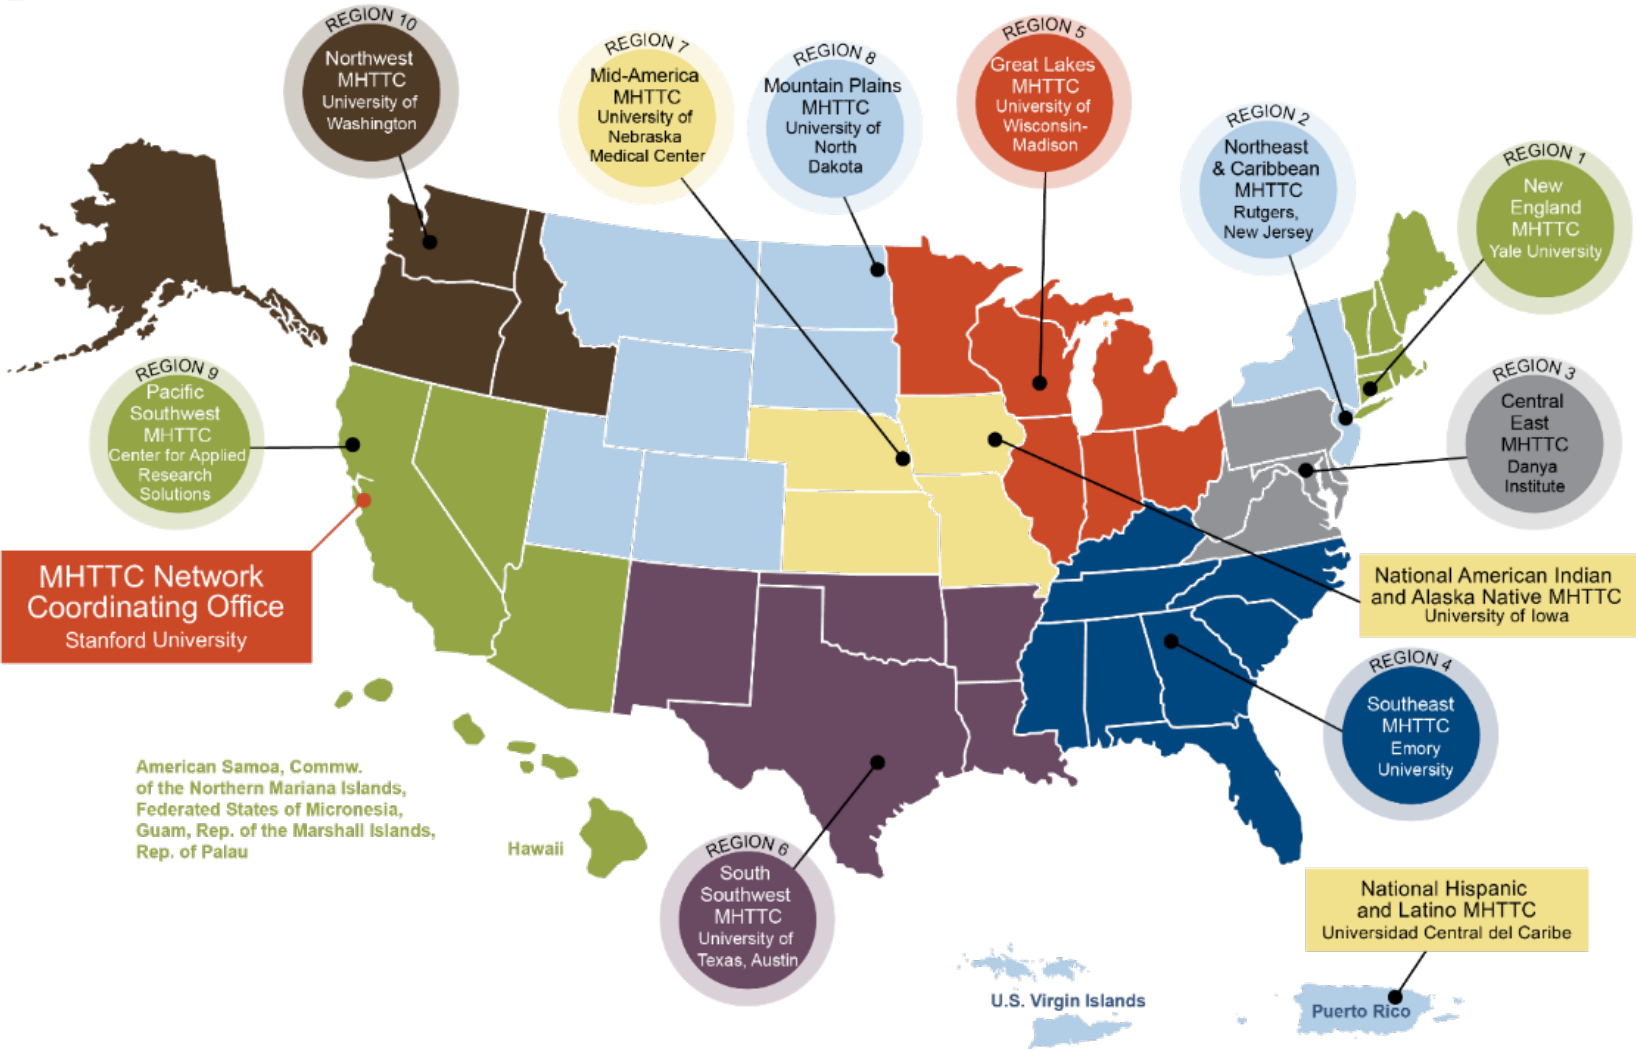 REGION 10
Northwest
MHTTC
University of
Washington
REGION 7
Mid-America
MHTTC
University of
Nebraska
Medical Center
REGION 8
Mountain Plains
MHTTC
University of
North
Dakota
REGION 5
Great Lakes
MHTTC
University of
Wisconsin-
Madison
REGION 2
Northeast
& Caribbean
MHTTC
Rutgers,
New Jersey
REGION 1
New
England
MHTTC
Yale University
REGION 9
Pacific
Southwest
MHTTC
Center for Applied
Research
Solutions
REGION 3
Central
East
MHTTC
Danya
Institute
MHTTC Network
Coordinating Office
Stanford University
National American Indian
and Alaska Native MHTTC
University of Iowa
REGION 4
Southeast
MHTTC
Emory
University
American Samoa, Commw.
of the Northern Mariana Islands,
Federated States of Micronesia,
Guam, Rep. of the Marshall Islands,
Rep. of Palau
Hawaii
REGION 6
South
Southwest
MHTTC
University of
Texas, Austin
National Hispanic
and Latino MHTTC
Universidad Central del Caribe
U.S. Virgin Islands
Puerto Rico